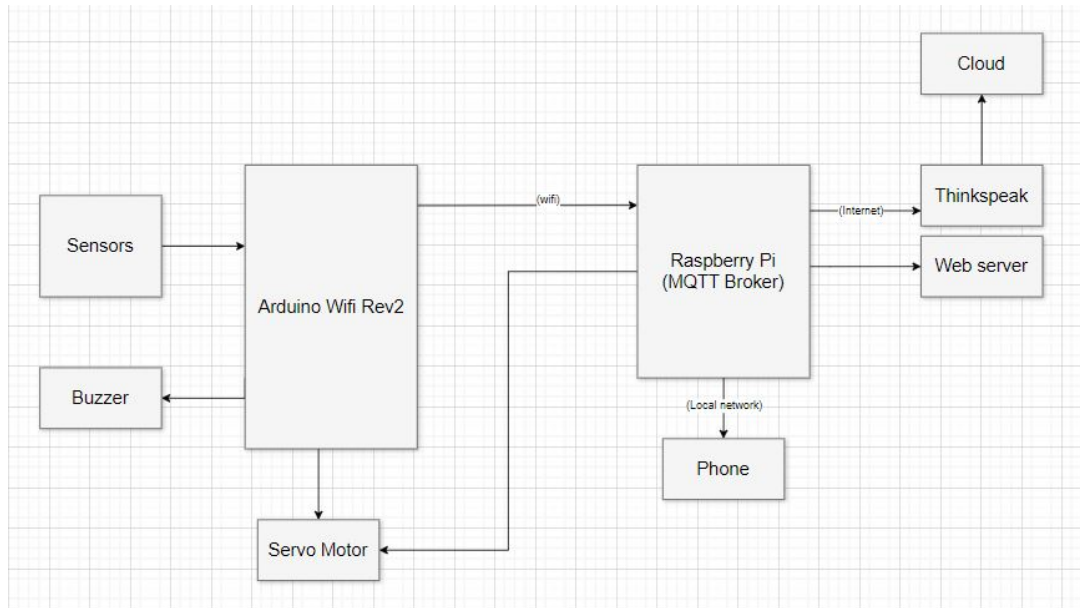 Cloud
Thinkspeak
(Internet)
Web server
(wifi)
Raspberry Pi
(MQTT Broker)
Sensors
Arduino Wifi Rev2
Buzzer
(Local network)
Phone
Servo Motor